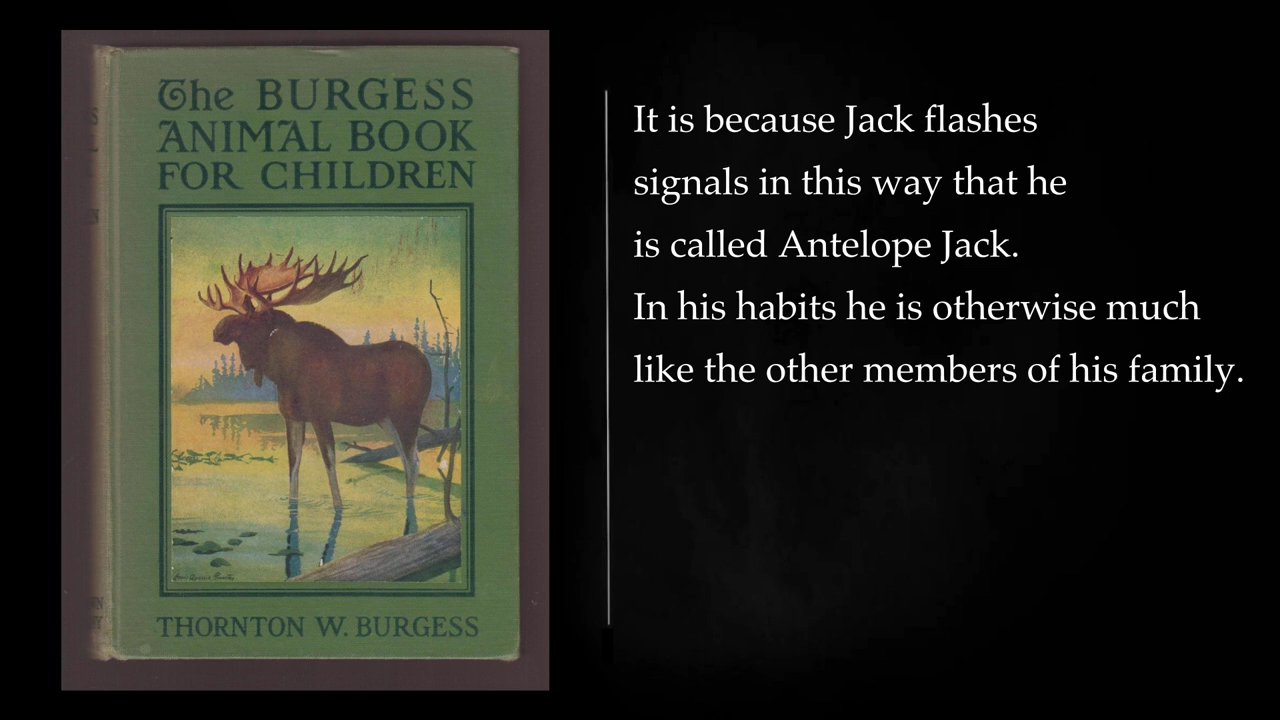 The BURGESS
ANIMAL BOOK
FOR CHILDREN
THORNTON W. BURGESS
It is because Jack flashes
signals in this way that he
is called Antelope Jack.
In his habits he is otherwise much
like the other members of his family.